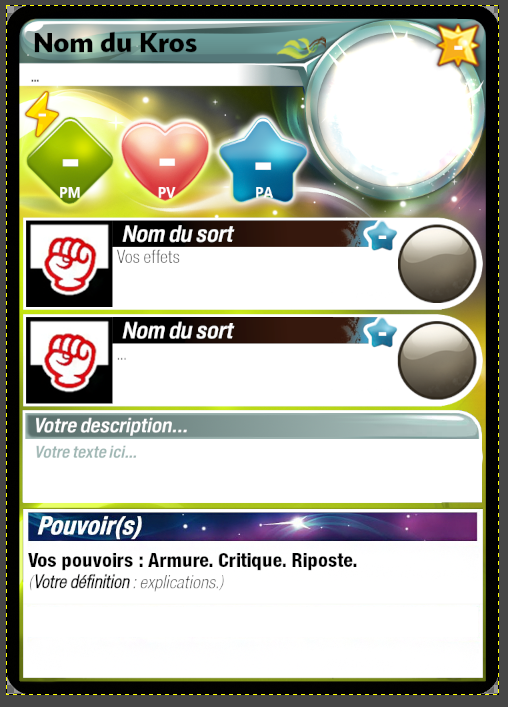 Nom du Kros
-
...
-
-
PM
-
PV
-
PA
Nom du sort
-
Vos effets
Nom du sort
-
...
Votre description...
Votre texte ici...
Pouvoir(s)
Vos pouvoirs : Armure. Critique. Riposte.
(Votre définition : explications.)